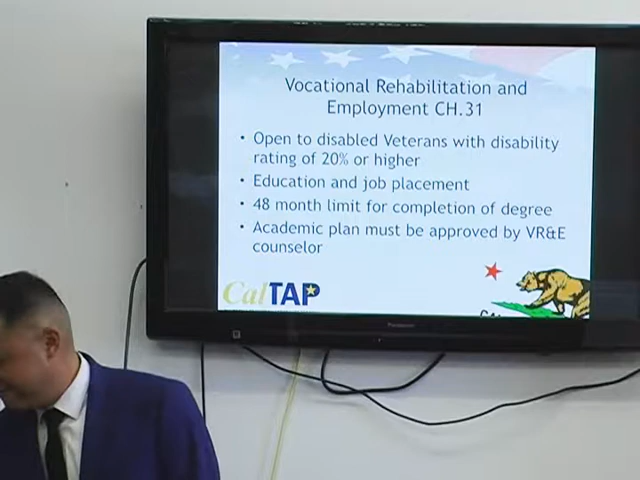 Vocational Rehabilitation and
Employment CH.31
• Open to disabled Veterans with disability
rating of 20% or higher
• Education and job placement
• 48 month limit for completion of degree
• Academic plan must be approved by VR&E
counselor
CalTAP
Panasonic